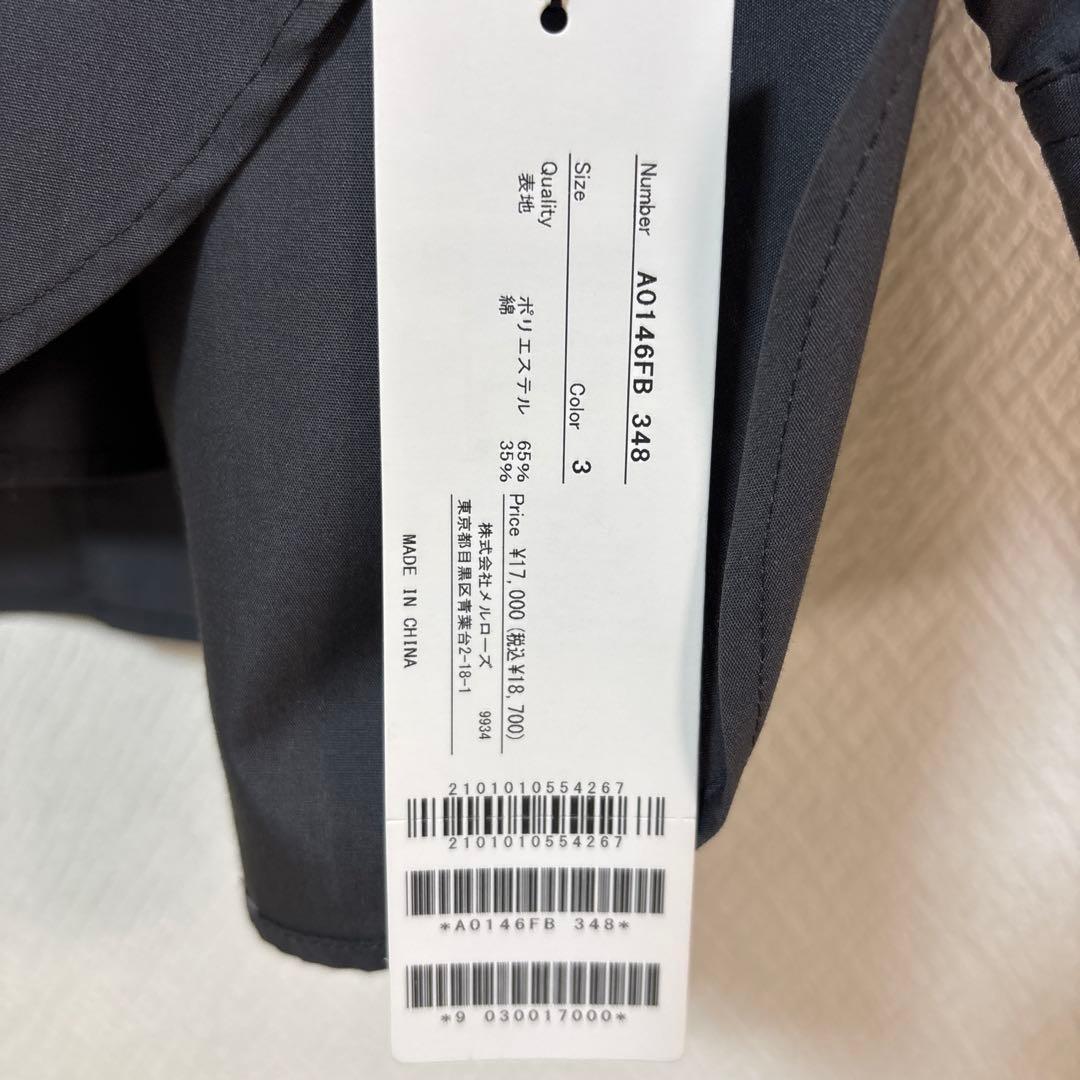 Number A0146FB 348
Size Color 3
Quality
表地 ポリエステル 65%
綿 35%
Price ¥17,000 (税込¥18,700)
株式会社メルローズ 9934
東京都目黒区青葉台2-18-1
MADE IN CHINA
2101010554267
2101010554267
*A0146FB 348*
*9 030017000*